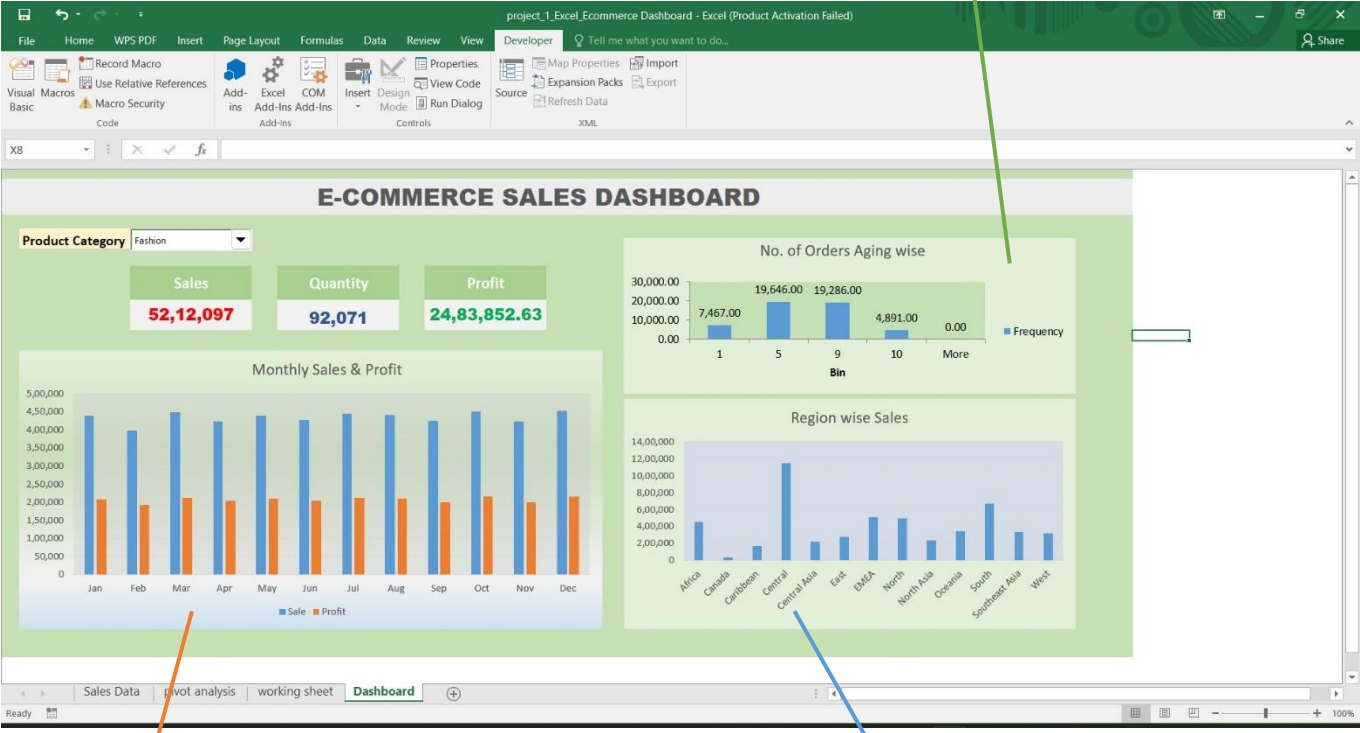 project_1_Excel_Ecommerce Dashboard - Excel (Product Activation Failed)
File Home WPS PDF Insert Page Layout Formulas Data Review View Developer Tell me what you want to do... Share
Visual Basic
Macros
Record Macro
Use Relative References
Macro Security
Code
Add-ins
Excel Add-Ins
COM Add-Ins
Add-Ins
Insert
Design Mode
Properties
View Code
Run Dialog
Controls
Source
Map Properties
Expansion Packs
Refresh Data
Import
Export
XML
X8 fx
E-COMMERCE SALES DASHBOARD
Product Category Fashion
Sales Quantity Profit
52,12,097 92,071 24,83,852.63
Monthly Sales & Profit
5,00,000
4,50,000
4,00,000
3,50,000
3,00,000
2,50,000
2,00,000
1,50,000
1,00,000
50,000
0
Jan Feb Mar Apr May Jun Jul Aug Sep Oct Nov Dec
Sale Profit
No. of Orders Aging wise
30,000.00
20,000.00
10,000.00
0.00
7,467.00 19,646.00 19,286.00 4,891.00 0.00
1 5 9 10 More
Bin
Frequency
Region wise Sales
14,00,000
12,00,000
10,00,000
8,00,000
6,00,000
4,00,000
2,00,000
0
Africa Canada Caribbean Central Central Asia East EMEA North North Asia Oceania South Southeast Asia West
Sales Data pivot analysis working sheet Dashboard
Ready 100%